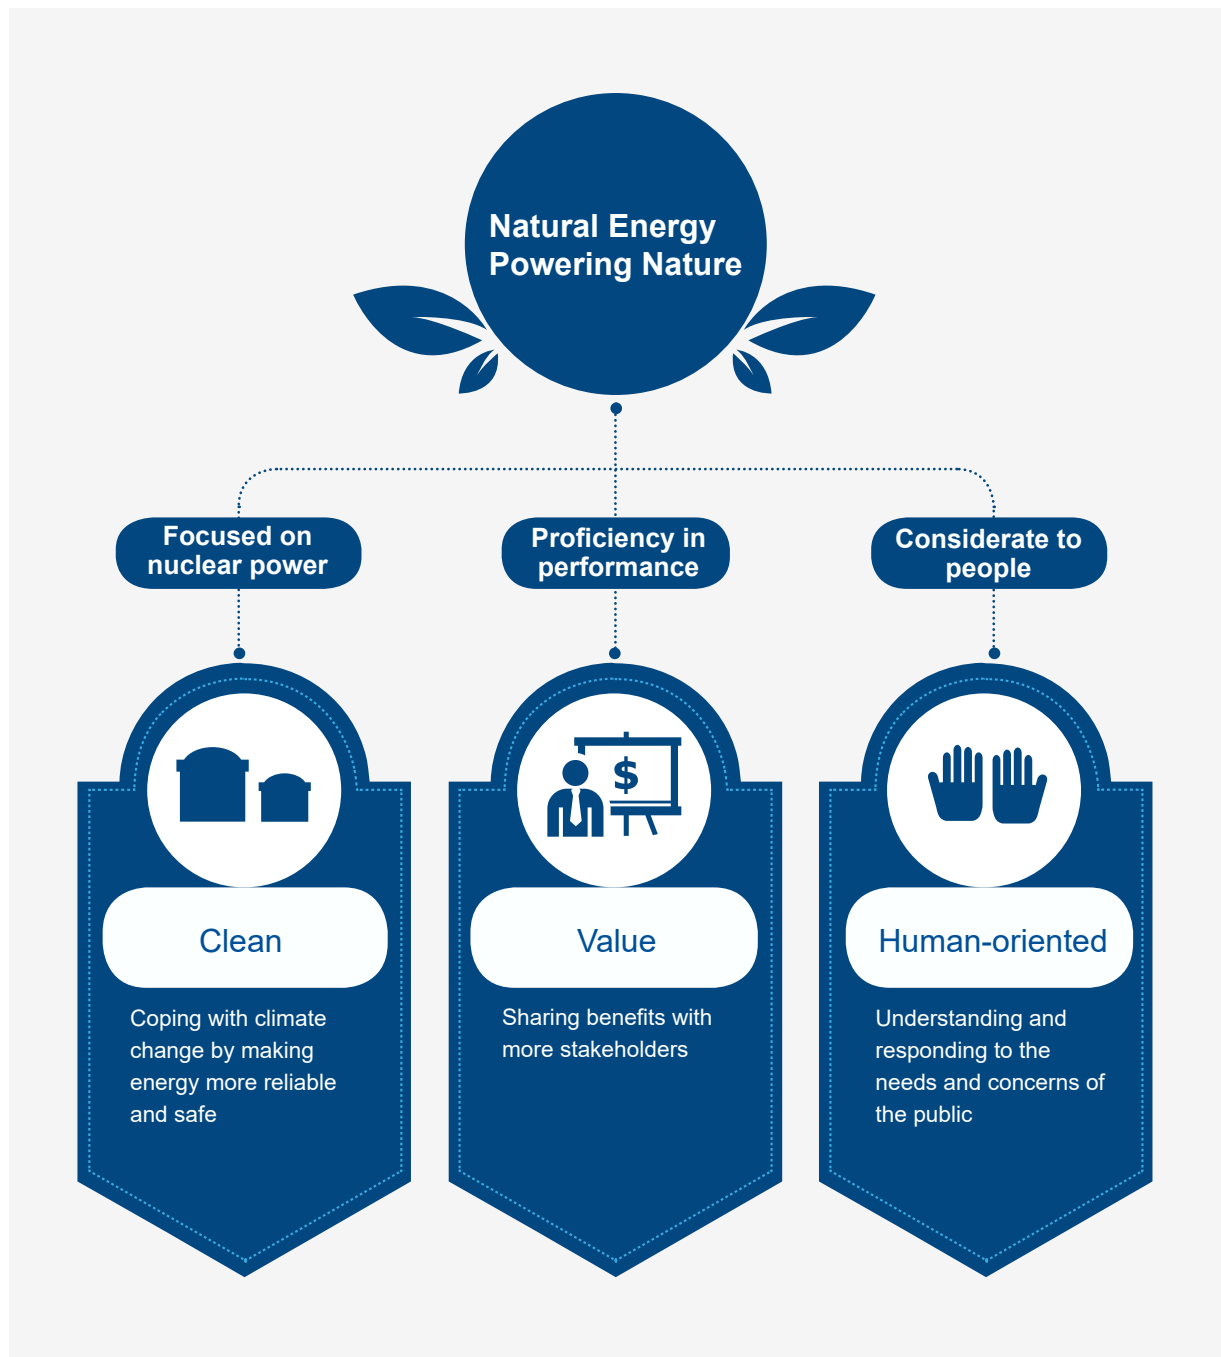 Natural Energy
Powering Nature
Focused on
nuclear power
Proficiency in
performance
Considerate to
people
$
Clean
Value
Human-oriented
Coping with climate
change by making
energy more reliable
and safe
Sharing benefits with
more stakeholders
Understanding and
responding to the
needs and concerns of
the public